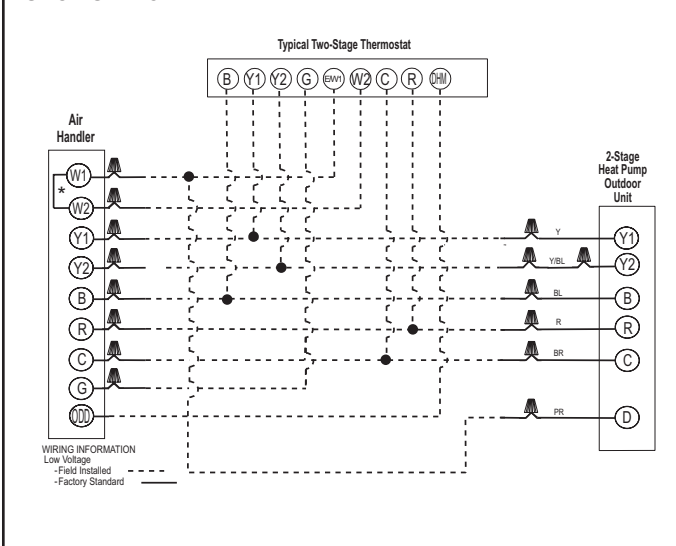 Typical Two-Stage Thermostat
B Y1 Y2 G E/W1 W2 C R DHM
Air
Handler
W1
*
W2
Y1
Y2
B
R
C
G
ODD
2-Stage
Heat Pump
Outdoor
Unit
Y Y1
Y/BL Y2
BL B
R R
BR C
PR D
WIRING INFORMATION
Low Voltage
-Field Installed
-Factory Standard